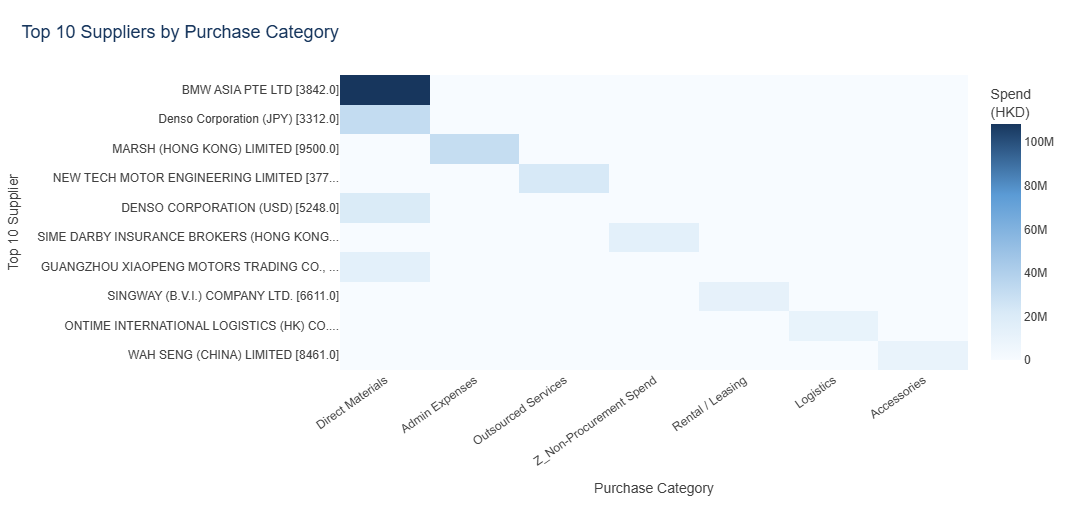 Top 10 Suppliers by Purchase Category
Top 10 Supplier
BMW ASIA PTE LTD [3842.0]
Denso Corporation (JPY) [3312.0]
MARSH (HONG KONG) LIMITED [9500.0]
NEW TECH MOTOR ENGINEERING LIMITED [377...
DENSO CORPORATION (USD) [5248.0]
SIME DARBY INSURANCE BROKERS (HONG KONG...
GUANGZHOU XIAOPENG MOTORS TRADING CO., ...
SINGWAY (B.V.I.) COMPANY LTD. [6611.0]
ONTIME INTERNATIONAL LOGISTICS (HK) CO....
WAH SENG (CHINA) LIMITED [8461.0]
Direct Materials
Admin Expenses
Outsourced Services
Z_Non-Procurement Spend
Rental / Leasing
Logistics
Accessories
Purchase Category
Spend
(HKD)
100M
80M
60M
40M
20M
0